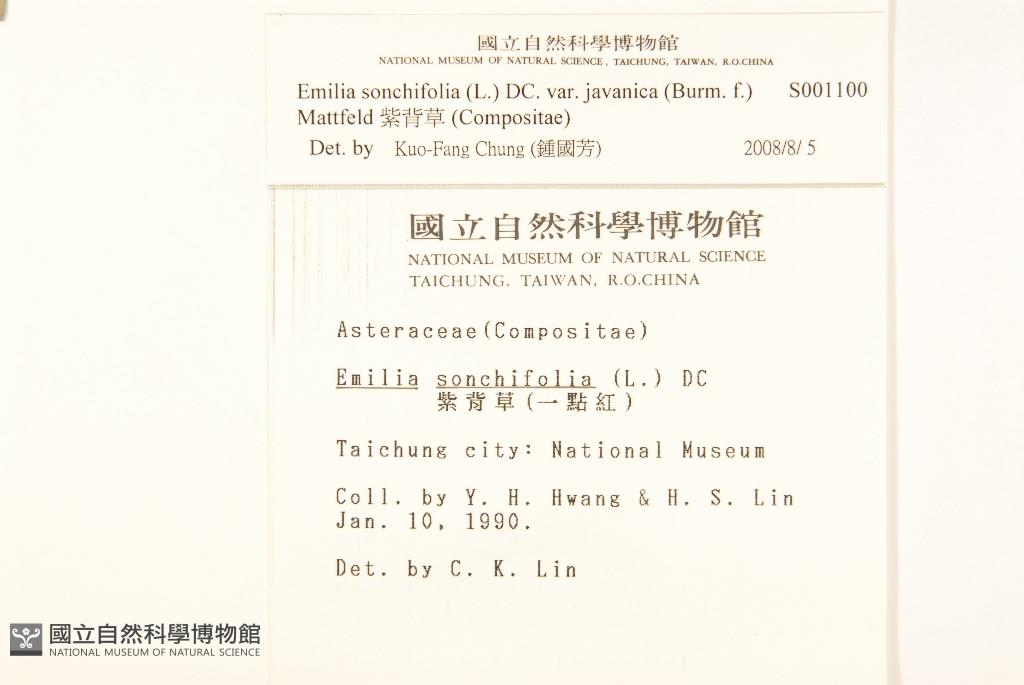 國立自然科學博物館
NATIONAL MUSEUM OF NATURAL SCIENCE, TAICHUNG, TAIWAN, R.O.CHINA
Emilia sonchifolia (L.) DC. var. javanica (Burm. f.) S001100
Mattfeld 紫背草 (Compositae)
Det. by Kuo-Fang Chung (鍾國芳) 2008/8/ 5
國立自然科學博物館
NATIONAL MUSEUM OF NATURAL SCIENCE
TAICHUNG, TAIWAN, R.O.CHINA
Asteraceae(Compositae)
Emilia sonchifolia (L.) DC
紫背草(一點紅)
Taichung city: National Museum
Coll. by Y. H. Hwang & H. S. Lin
Jan. 10, 1990.
Det. by C. K. Lin
國立自然科學博物館
NATIONAL MUSEUM OF NATURAL SCIENCE